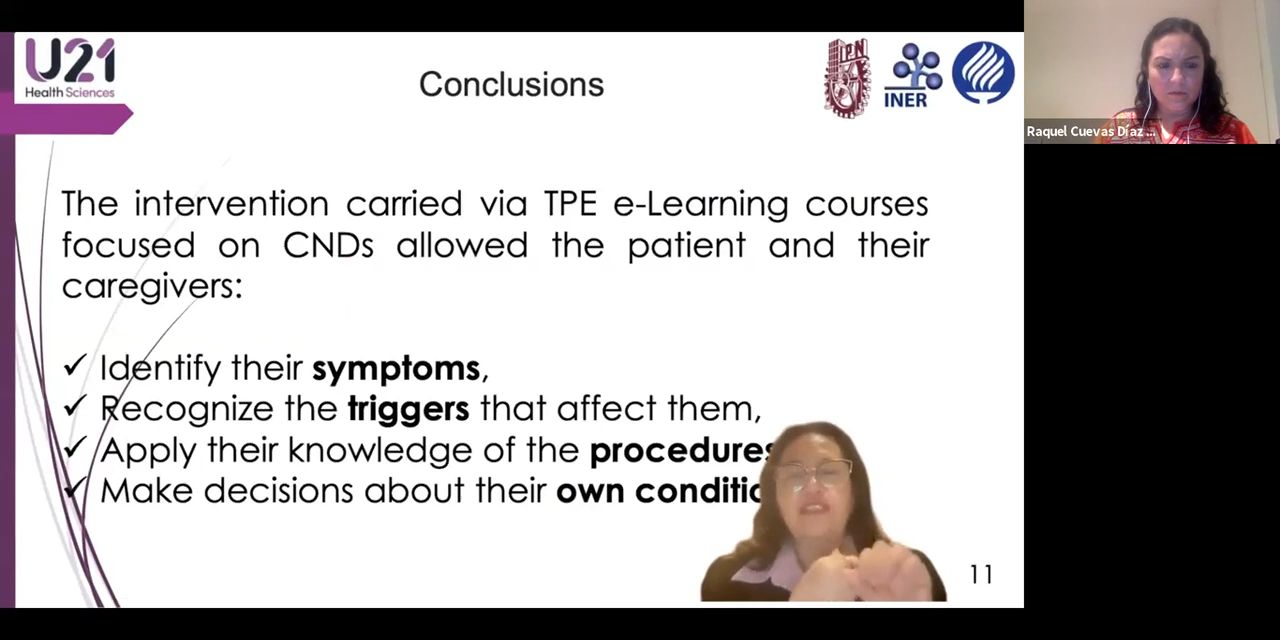 U21
Health Sciences
Conclusions
IPN
INER
Raquel Cuevas Díaz ...
The intervention carried via TPE e-Learning courses
focused on CNDs allowed the patient and their
caregivers:
✓ Identify their symptoms,
✓ Recognize the triggers that affect them,
✓ Apply their knowledge of the procedures
✓ Make decisions about their own conditio
11